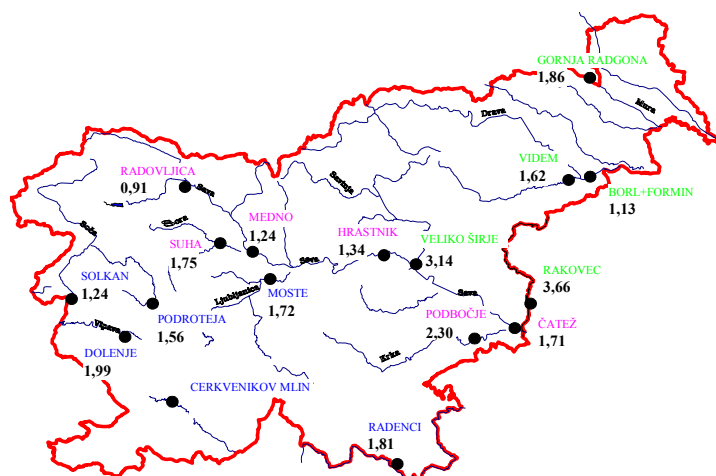 GORNJA RADGONA
1,86
Mura
Drava
VIDEM
1,62
BORL+FORMIN
1,13
RADOVLJICA
0,91
Sava
Savinja
Soča
MEDNO
1,24
SUHA
1,75
HRASTNIK
1,34
VELIKO ŠIRJE
3,14
Sava
SOLKAN
1,24
MOSTE
1,72
Ljubljanica
Sava
RAKOVEC
3,66
PODROTEJA
1,56
PODBOČJE
2,30
ČATEŽ
1,71
Vipava
DOLENJE
1,99
Krka
CERKVENIKOV MLIN
RADENCI
1,81